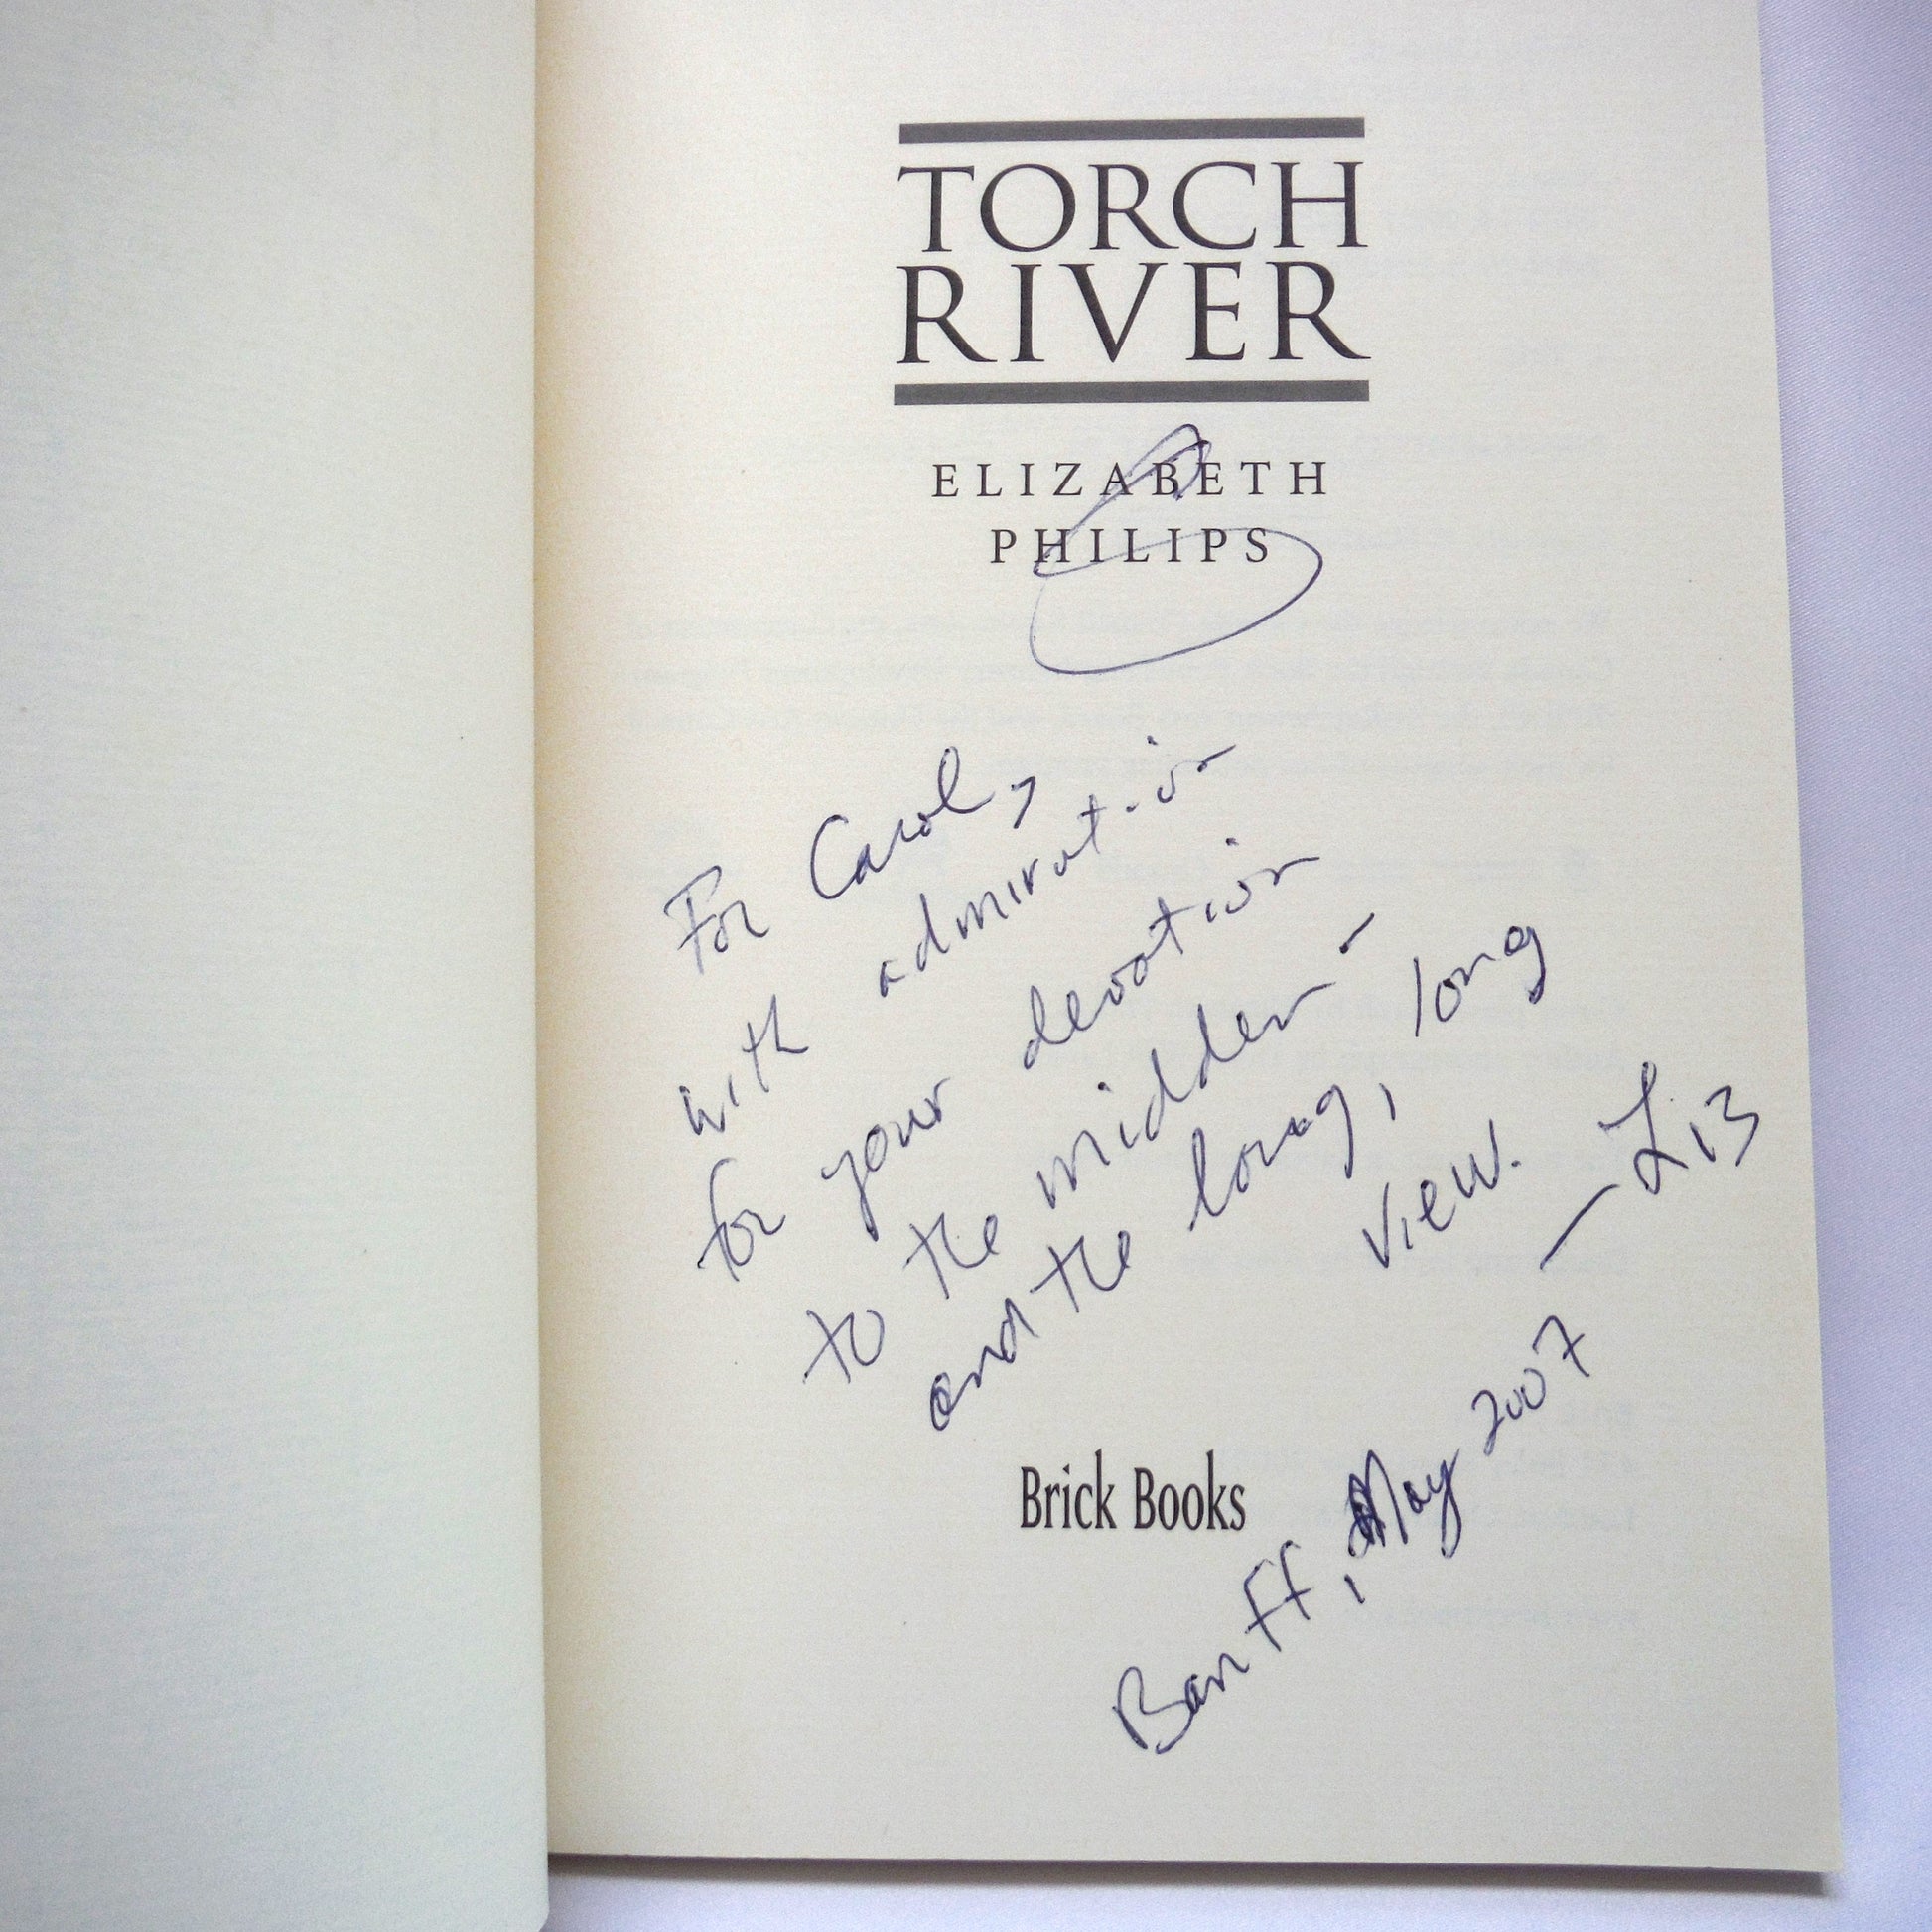 TORCH
RIVER
ELIZABETH
PHILIPS
For Carol,
with admiration
for your devotion
to the midden –
and the long, long
view.
— Liz
Brick Books
Banff, May 2007